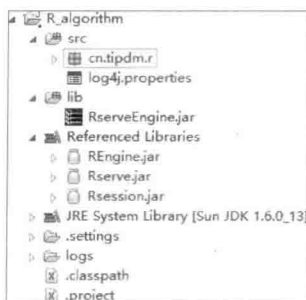 R_algorithm
src
cn.tipdm.r
log4j.properties
lib
RserveEngine.jar
Referenced Libraries
REngine.jar
Rserve.jar
Rsession.jar
JRE System Library [Sun JDK 1.6.0_13]
.settings
logs
.classpath
.project